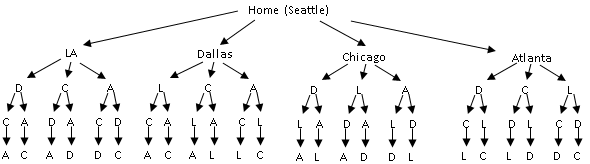 Home (Seattle)
LA Dallas Chicago Atlanta
D C A L C A D L A D C L
C A D A C D C A L A C L L A D A L D C L D L C D
A C A D D C A C A L L C A L A D D L C L D D C